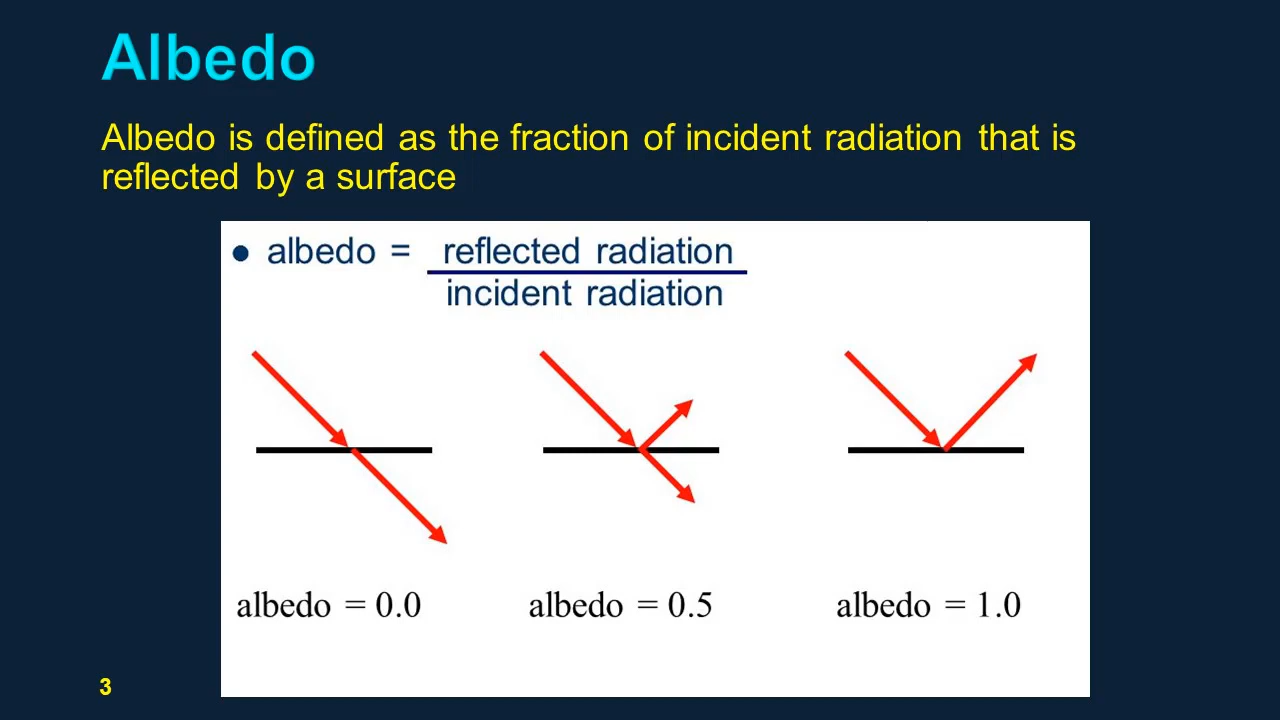 Albedo
Albedo is defined as the fraction of incident radiation that is
reflected by a surface
● albedo = reflected radiation
incident radiation
albedo = 0.0
albedo = 0.5
albedo = 1.0
3